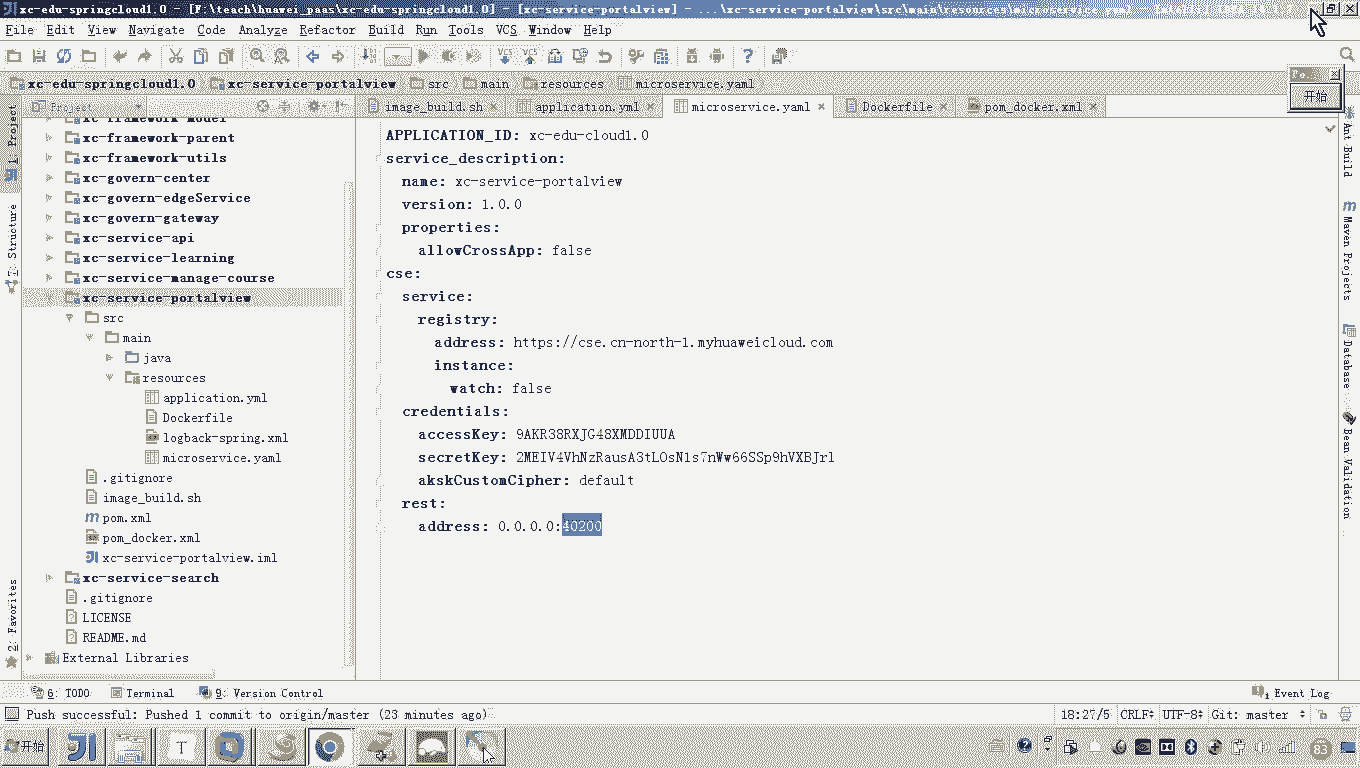 xc-edu-springcloud1.0 - [F:\teach\huawei_paas\xc-edu-springcloud1.0] - [xc-service-portalview] - ...\xc-service-portalview\src\main\resources\microservice.yaml
File Edit View Navigate Code Analyze Refactor Build Run Tools VCS Window Help
xc-edu-springcloud1.0 xc-service-portalview src main resources microservice.yaml
开始
Project
image_build.sh application.yml microservice.yaml Dockerfile pom_docker.xml
xc-framework-model
xc-framework-parent
xc-framework-utils
xc-govern-center
xc-govern-edgeService
xc-govern-gateway
xc-service-api
xc-service-learning
xc-service-manage-course
xc-service-portalview
src
main
java
resources
application.yml
Dockerfile
logback-spring.xml
microservice.yaml
.gitignore
image_build.sh
pom.xml
pom_docker.xml
xc-service-portalview.iml
xc-service-search
.gitignore
LICENSE
README.md
External Libraries
APPLICATION_ID: xc-edu-cloud1.0
service_description:
name: xc-service-portalview
version: 1.0.0
properties:
allowCrossApp: false
cse:
service:
registry:
address: https://cse.cn-north-1.myhuaweicloud.com
instance:
watch: false
credentials:
accessKey: 9AKR38RXJG48XMDDIUUA
secretKey: 2MEIV4VhNzRausA3tLOsN1s7nWw66SSp9hVXBJrl
akskCustomCipher: default
rest:
address: 0.0.0.0:40200
1: Project
7: Structure
2: Favorites
Ant Build
Maven Projects
Database
Bean Validation
6: TODO Terminal 9: Version Control
1 Event Log
Push successful: Pushed 1 commit to origin/master (23 minutes ago)
18:27/5 CRLF UTF-8 Git: master
开始
83